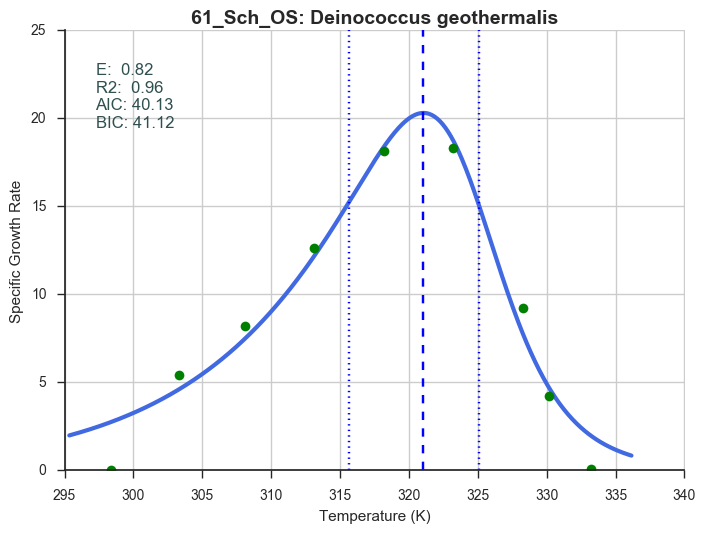 61_Sch_OS: Deinococcus geothermalis
E:  0.82
R2:  0.96
AIC: 40.13
BIC: 41.12
Specific Growth Rate
25
20
15
10
5
0
295 300 305 310 315 320 325 330 335 340
Temperature (K)